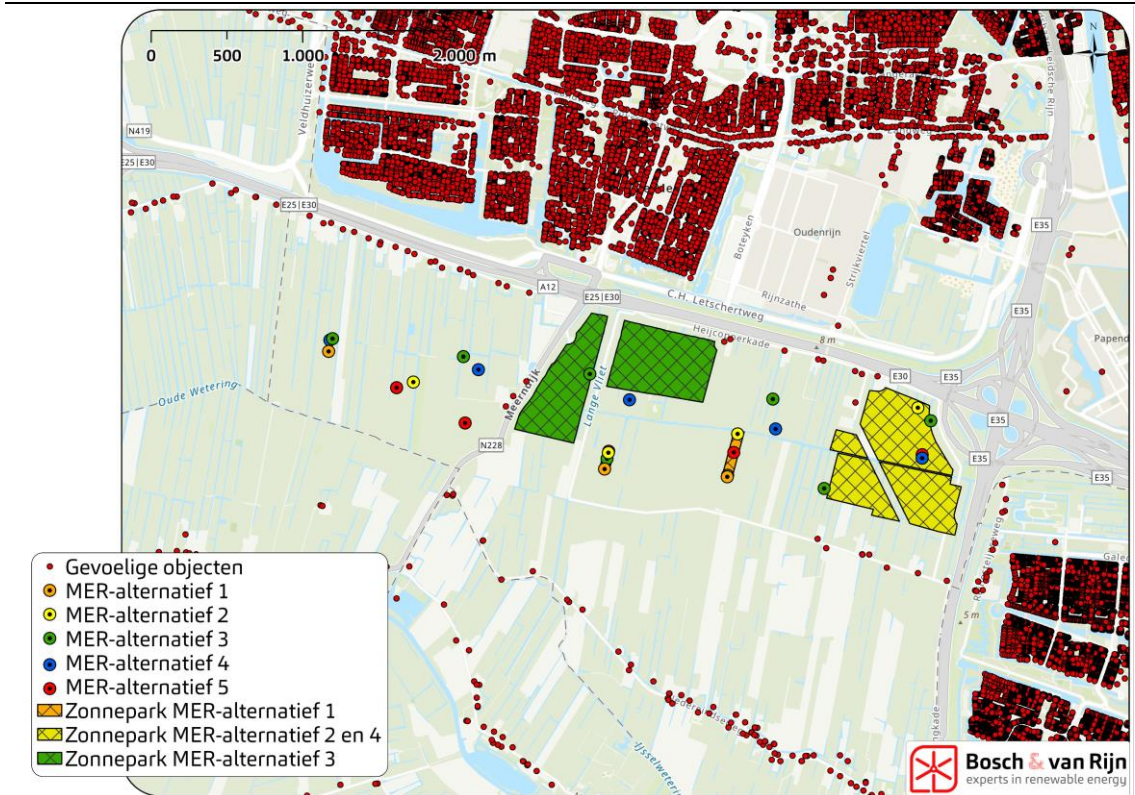 0 500 1.000 2.000 m
N
Veldhuizerweg
N419
E25|E30
E25|E30
A12
E25|E30
C.H. Letschertweg
Heijcopperkade
Rijnzathe
Boteyken
Oudenrijn
Strijkviertel
8 m
E35
E35
E30
E35
E35
E35
E35
Papend
Oude Wetering
Meerndijk
Lange Vliet
N228
Galec
5 m
IJsselwetering
Gevoelige objecten
MER-alternatief 1
MER-alternatief 2
MER-alternatief 3
MER-alternatief 4
MER-alternatief 5
Zonnepark MER-alternatief 1
Zonnepark MER-alternatief 2 en 4
Zonnepark MER-alternatief 3
Bosch & van Rijn
experts in renewable energy